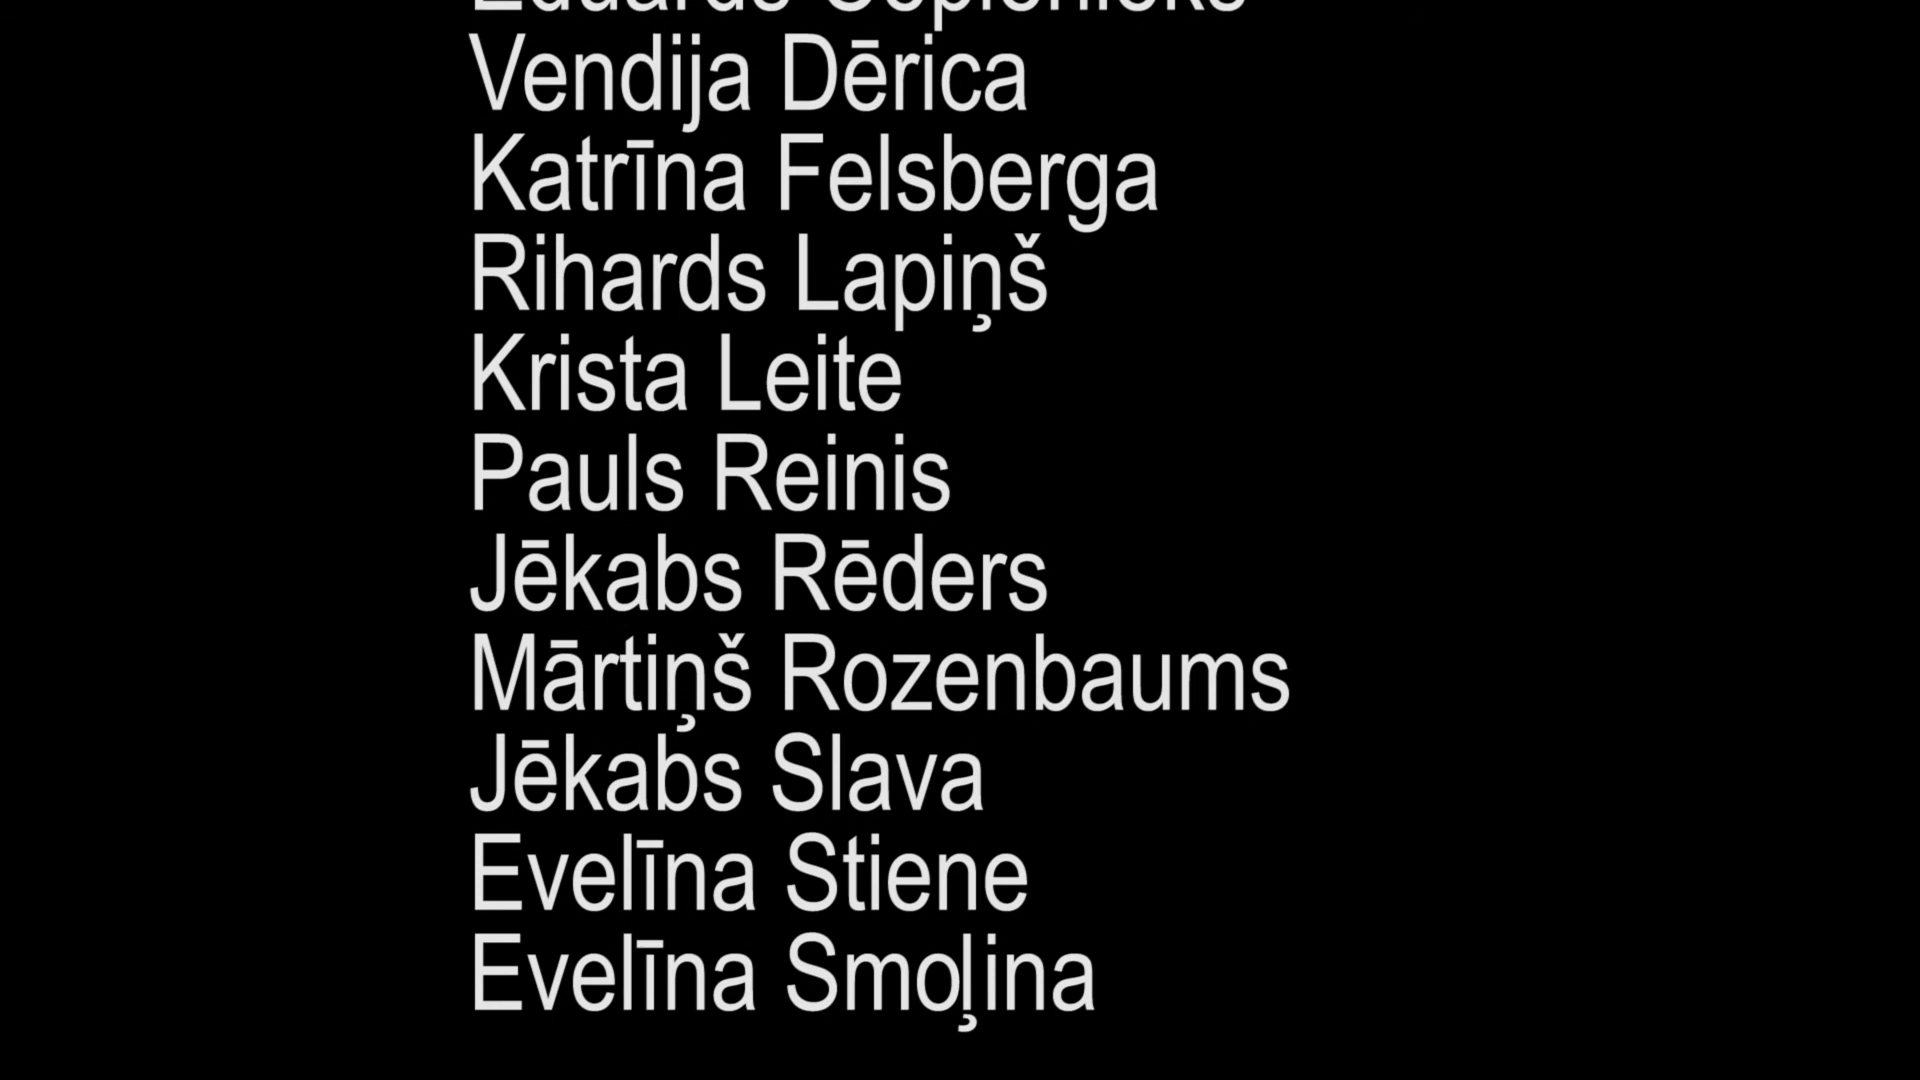 Vendija Dērica
Katrīna Felsberga
Rihards Lapiņš
Krista Leite
Pauls Reinis
Jēkabs Rēders
Mārtiņš Rozenbaums
Jēkabs Slava
Evelīna Stiene
Evelīna Smoļina